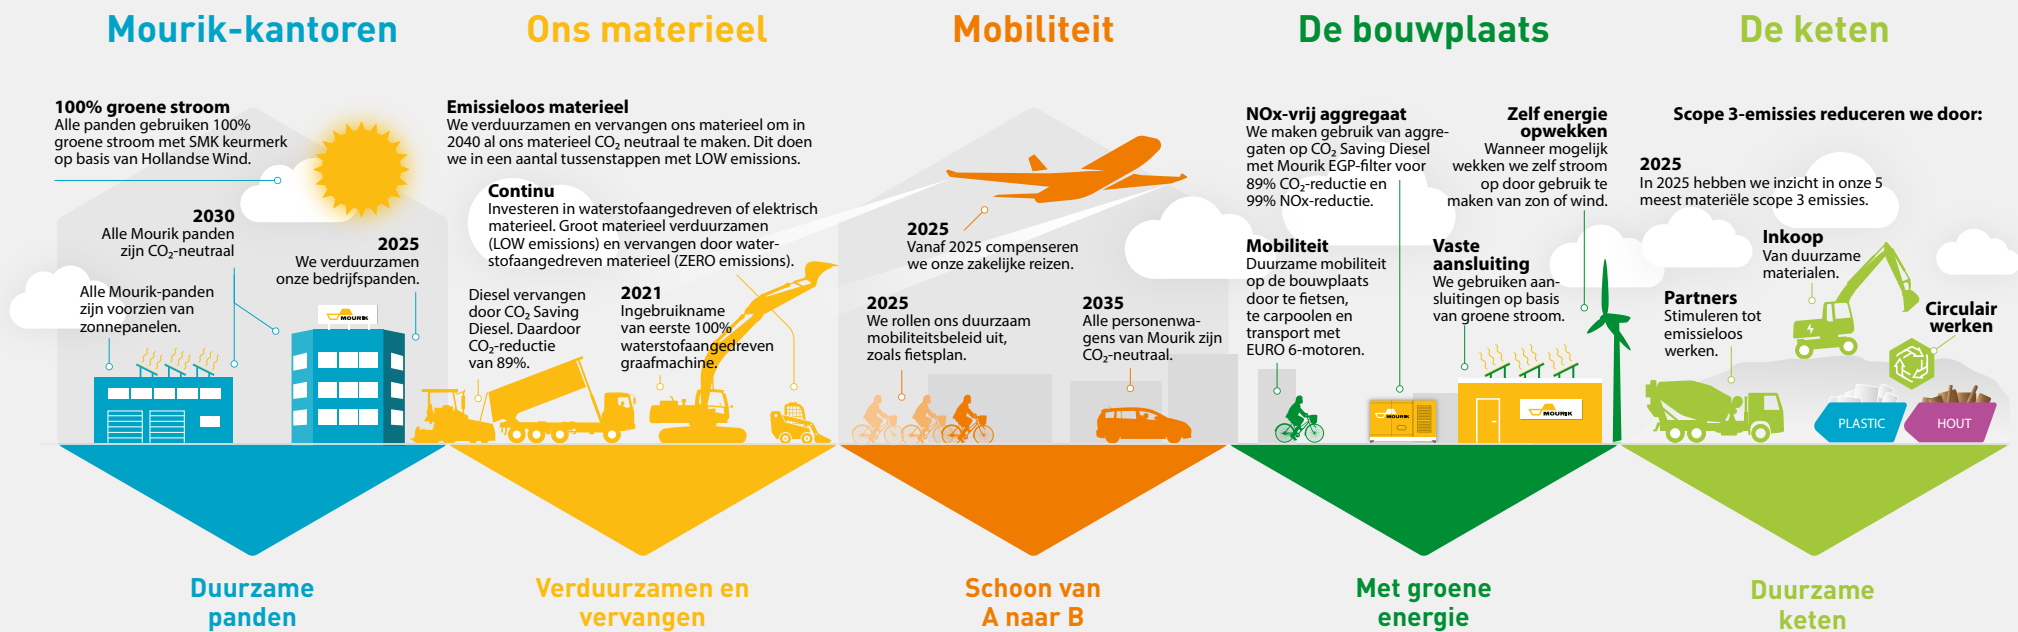 Mourik-kantoren
100% groene stroom
Alle panden gebruiken 100%
groene stroom met SMK keurmerk
op basis van Hollandse Wind.
2030
Alle Mourik panden
zijn CO₂-neutraal
2025
We verduurzamen
onze bedrijfspanden.
Alle Mourik-panden
zijn voorzien van
zonnepanelen.
MOURIK
Duurzame
panden
Ons materieel
Emissieloos materieel
We verduurzamen en vervangen ons materieel om in
2040 al ons materieel CO₂ neutraal te maken. Dit doen
we in een aantal tussenstappen met LOW emissions.
Continu
Investeren in waterstofaangedreven of elektrisch
materieel. Groot materieel verduurzamen
(LOW emissions) en vervangen door water-
stofaangedreven materieel (ZERO emissions).
Diesel vervangen
door CO₂ Saving
Diesel. Daardoor
CO₂-reductie
van 89%.
2021
Ingebruikname
van eerste 100%
waterstofaangedreven
graafmachine.
Verduurzamen en
vervangen
Mobiliteit
2025
Vanaf 2025 compenseren
we onze zakelijke reizen.
2025
We rollen ons duurzaam
mobiliteitsbeleid uit,
zoals fietsplan.
2035
Alle personenwa-
gens van Mourik zijn
CO₂-neutraal.
Schoon van
A naar B
De bouwplaats
NOx-vrij aggregaat
We maken gebruik van aggre-
gaten op CO₂ Saving Diesel
met Mourik EGP-filter voor
89% CO₂-reductie en
99% NOx-reductie.
Zelf energie
opwekken
Wanneer mogelijk
wekken we zelf stroom
op door gebruik te
maken van zon of wind.
Mobiliteit
Duurzame mobiliteit
op de bouwplaats
door te fietsen,
te carpoolen en
transport met
EURO 6-motoren.
Vaste
aansluiting
We gebruiken aan-
sluitingen op basis
van groene stroom.
MOURIK
MOURIK
Met groene
energie
De keten
Scope 3-emissies reduceren we door:
2025
In 2025 hebben we inzicht in onze 5
meest materiële scope 3 emissies.
Inkoop
Van duurzame
materialen.
Partners
Stimuleren tot
emissieloos
werken.
Circulair
werken
PLASTIC
HOUT
Duurzame
keten